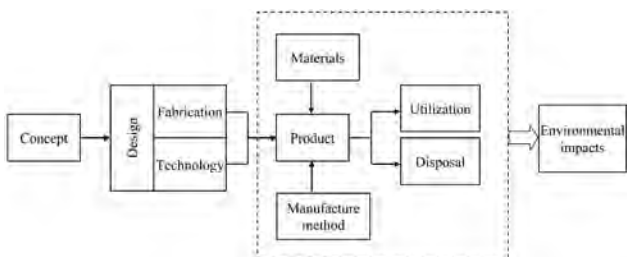 Materials
Fabrication
Utilization
Concept
Design
Product
Environmental
impacts
Technology
Disposal
Manufacture
method